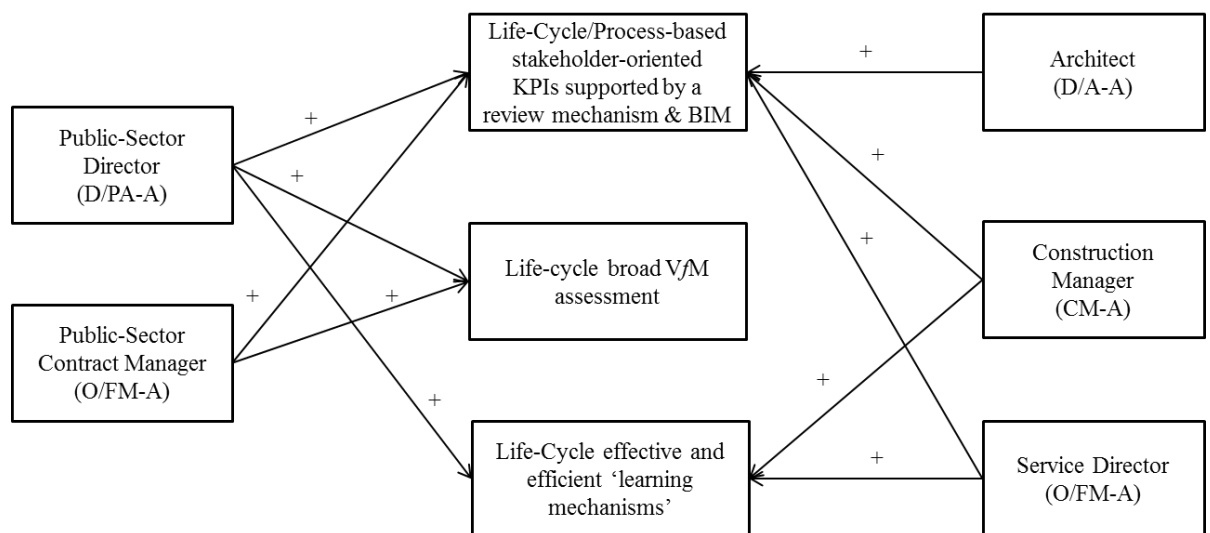 Life-Cycle/Process-based
stakeholder-oriented
KPIs supported by a
review mechanism & BIM
Architect
(D/A-A)
Public-Sector
Director
(D/PA-A)
Life-cycle broad VfM
assessment
Construction
Manager
(CM-A)
Public-Sector
Contract Manager
(O/FM-A)
Life-Cycle effective and
efficient ‘learning
mechanisms’
Service Director
(O/FM-A)
+
+
+
+
+
+
+
+
+
+